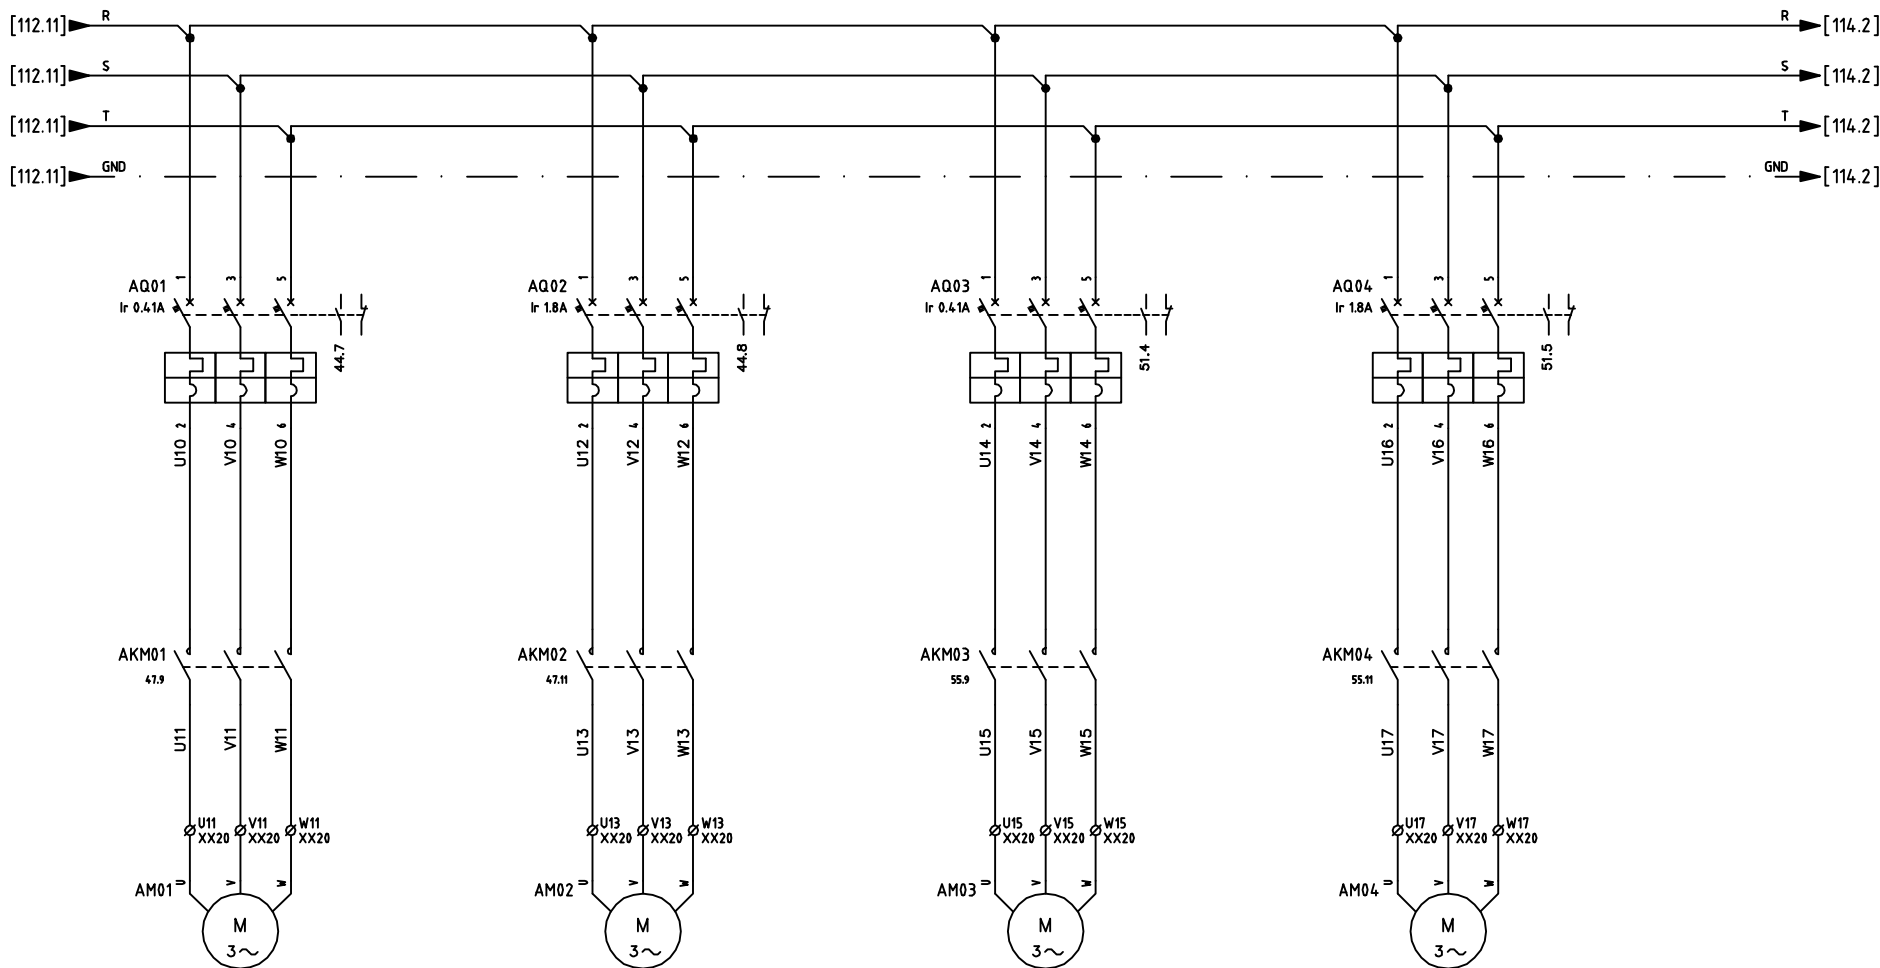 [112.11] R R [114.2]
[112.11] S S [114.2]
[112.11] T T [114.2]
[112.11] GND GND [114.2]
1 3 5 1 3 5 1 3 5 1 3 5
AQ01 AQ02 AQ03 AQ04
Ir 0.41A Ir 1.8A Ir 0.41A Ir 1.8A
44.7 44.8 51.4 51.5
2 4 6 2 4 6 2 4 6 2 4 6
U10 V10 W10 U12 V12 W12 U14 V14 W14 U16 V16 W16
AKM01 AKM02 AKM03 AKM04
47.9 47.11 55.9 55.11
U11 V11 W11 U13 V13 W13 U15 V15 W15 U17 V17 W17
U11 V11 W11 U13 V13 W13 U15 V15 W15 U17 V17 W17
XX20 XX20 XX20 XX20 XX20 XX20 XX20 XX20 XX20 XX20 XX20 XX20
AM01 U V W AM02 U V W AM03 U V W AM04 U V W
M M M M
3~ 3~ 3~ 3~